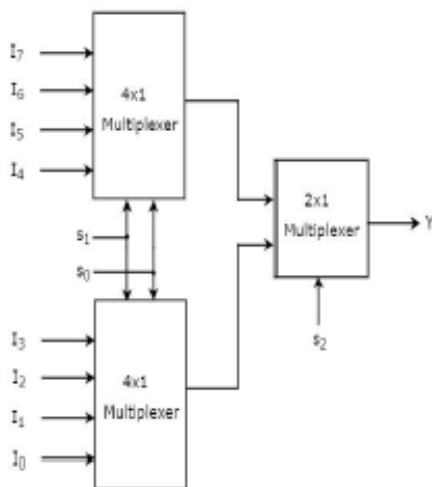 I₇
I₆
I₅
I₄
4x1
Multiplexer
s₁
s₀
2x1
Multiplexer
Y
s₂
I₃
I₂
I₁
I₀
4x1
Multiplexer